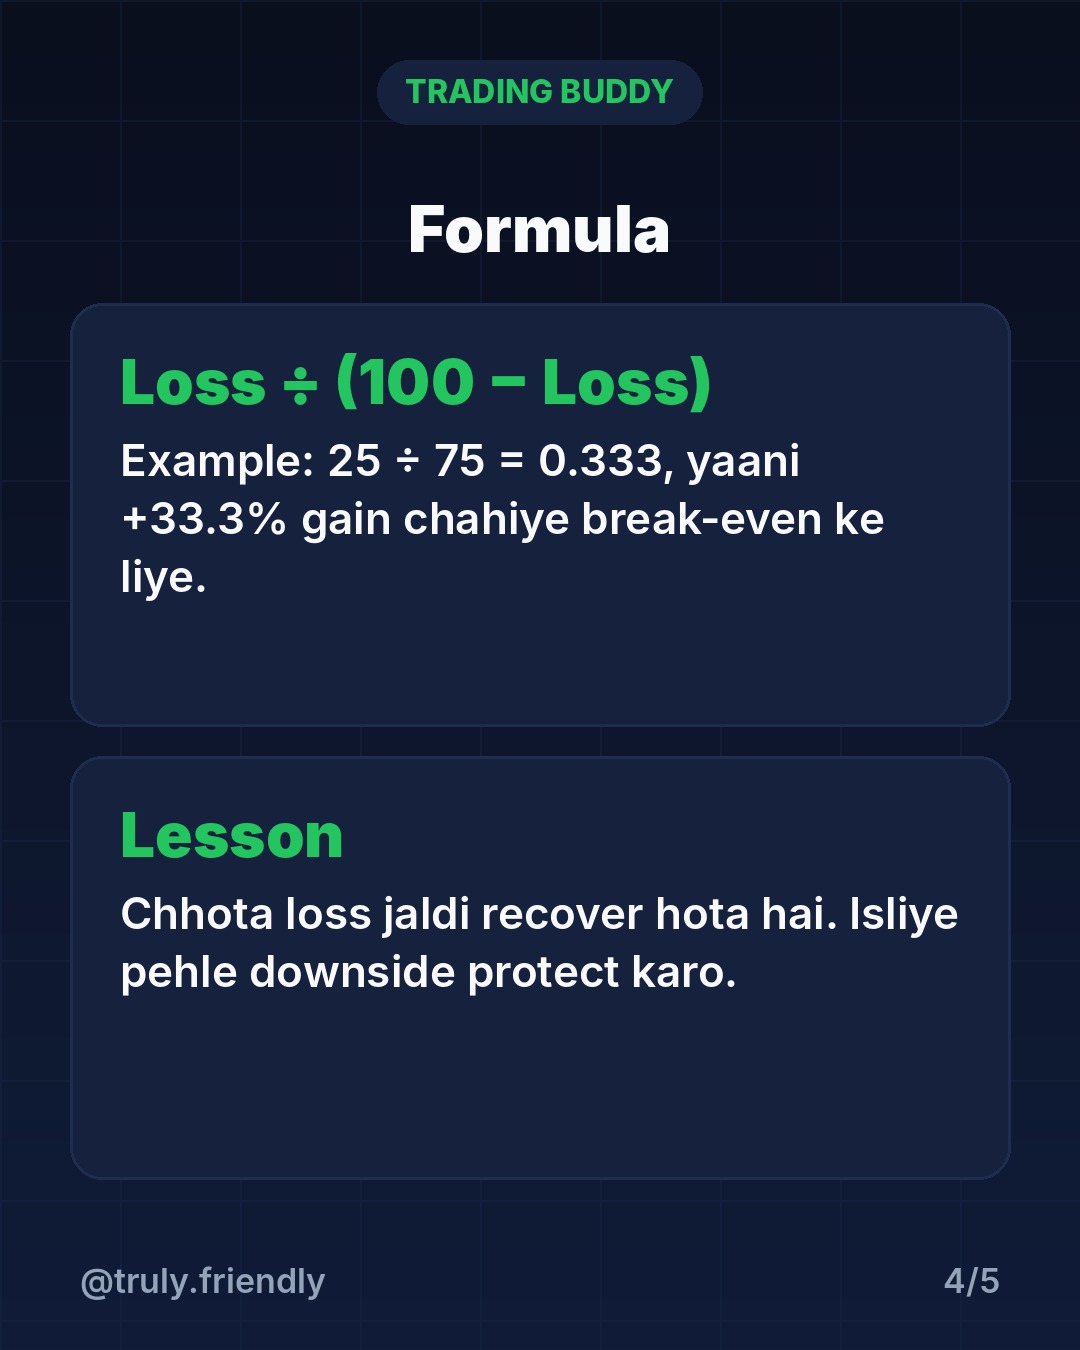 TRADING BUDDY
Formula
Loss ÷ (100 − Loss)
Example: 25 ÷ 75 = 0.333, yaani
+33.3% gain chahiye break-even ke
liye.
Lesson
Chhota loss jaldi recover hota hai. Isliye
pehle downside protect karo.
@truly.friendly
4/5